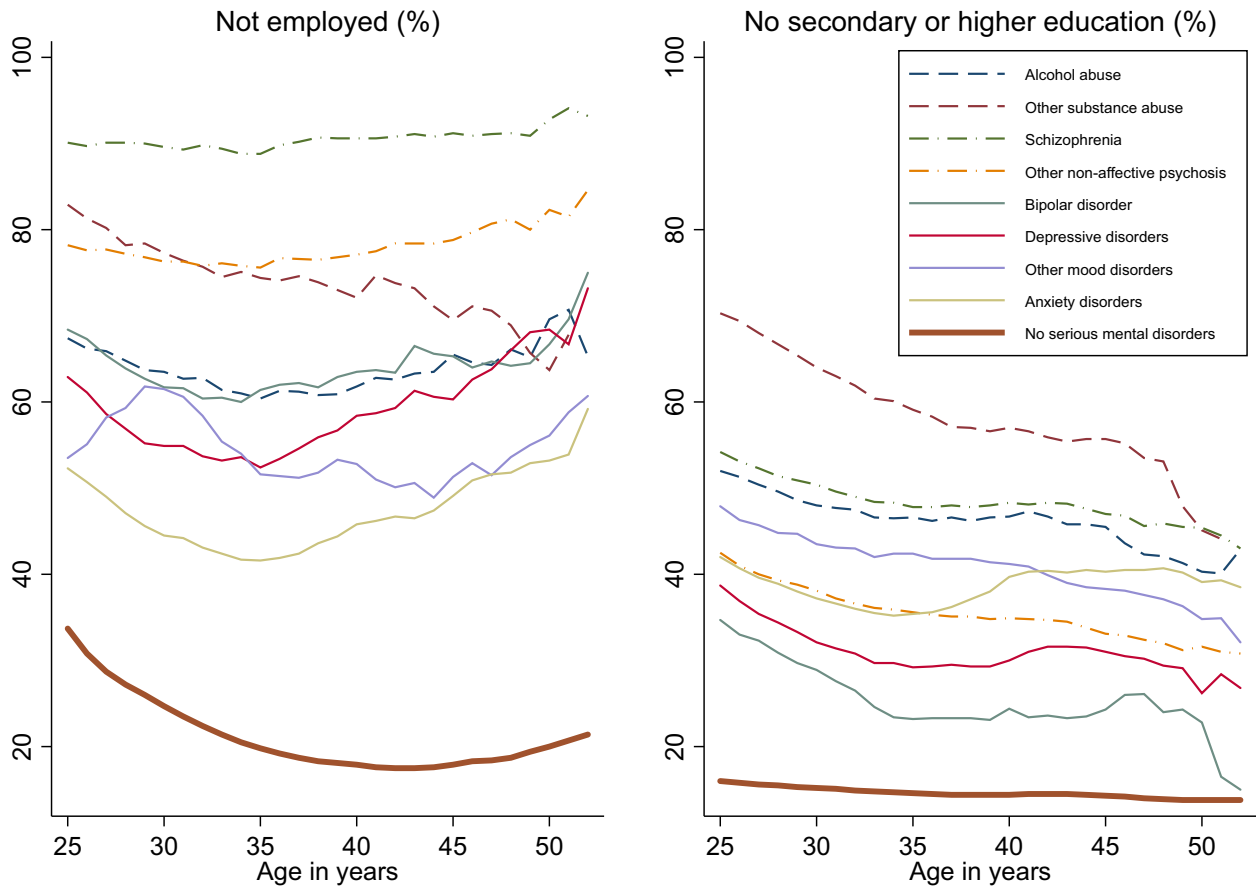 Not employed (%)
100
80
60
40
20
25 30 35 40 45 50
Age in years
No secondary or higher education (%)
100
80
60
40
20
25 30 35 40 45 50
Age in years
Alcohol abuse
Other substance abuse
Schizophrenia
Other non-affective psychosis
Bipolar disorder
Depressive disorders
Other mood disorders
Anxiety disorders
No serious mental disorders